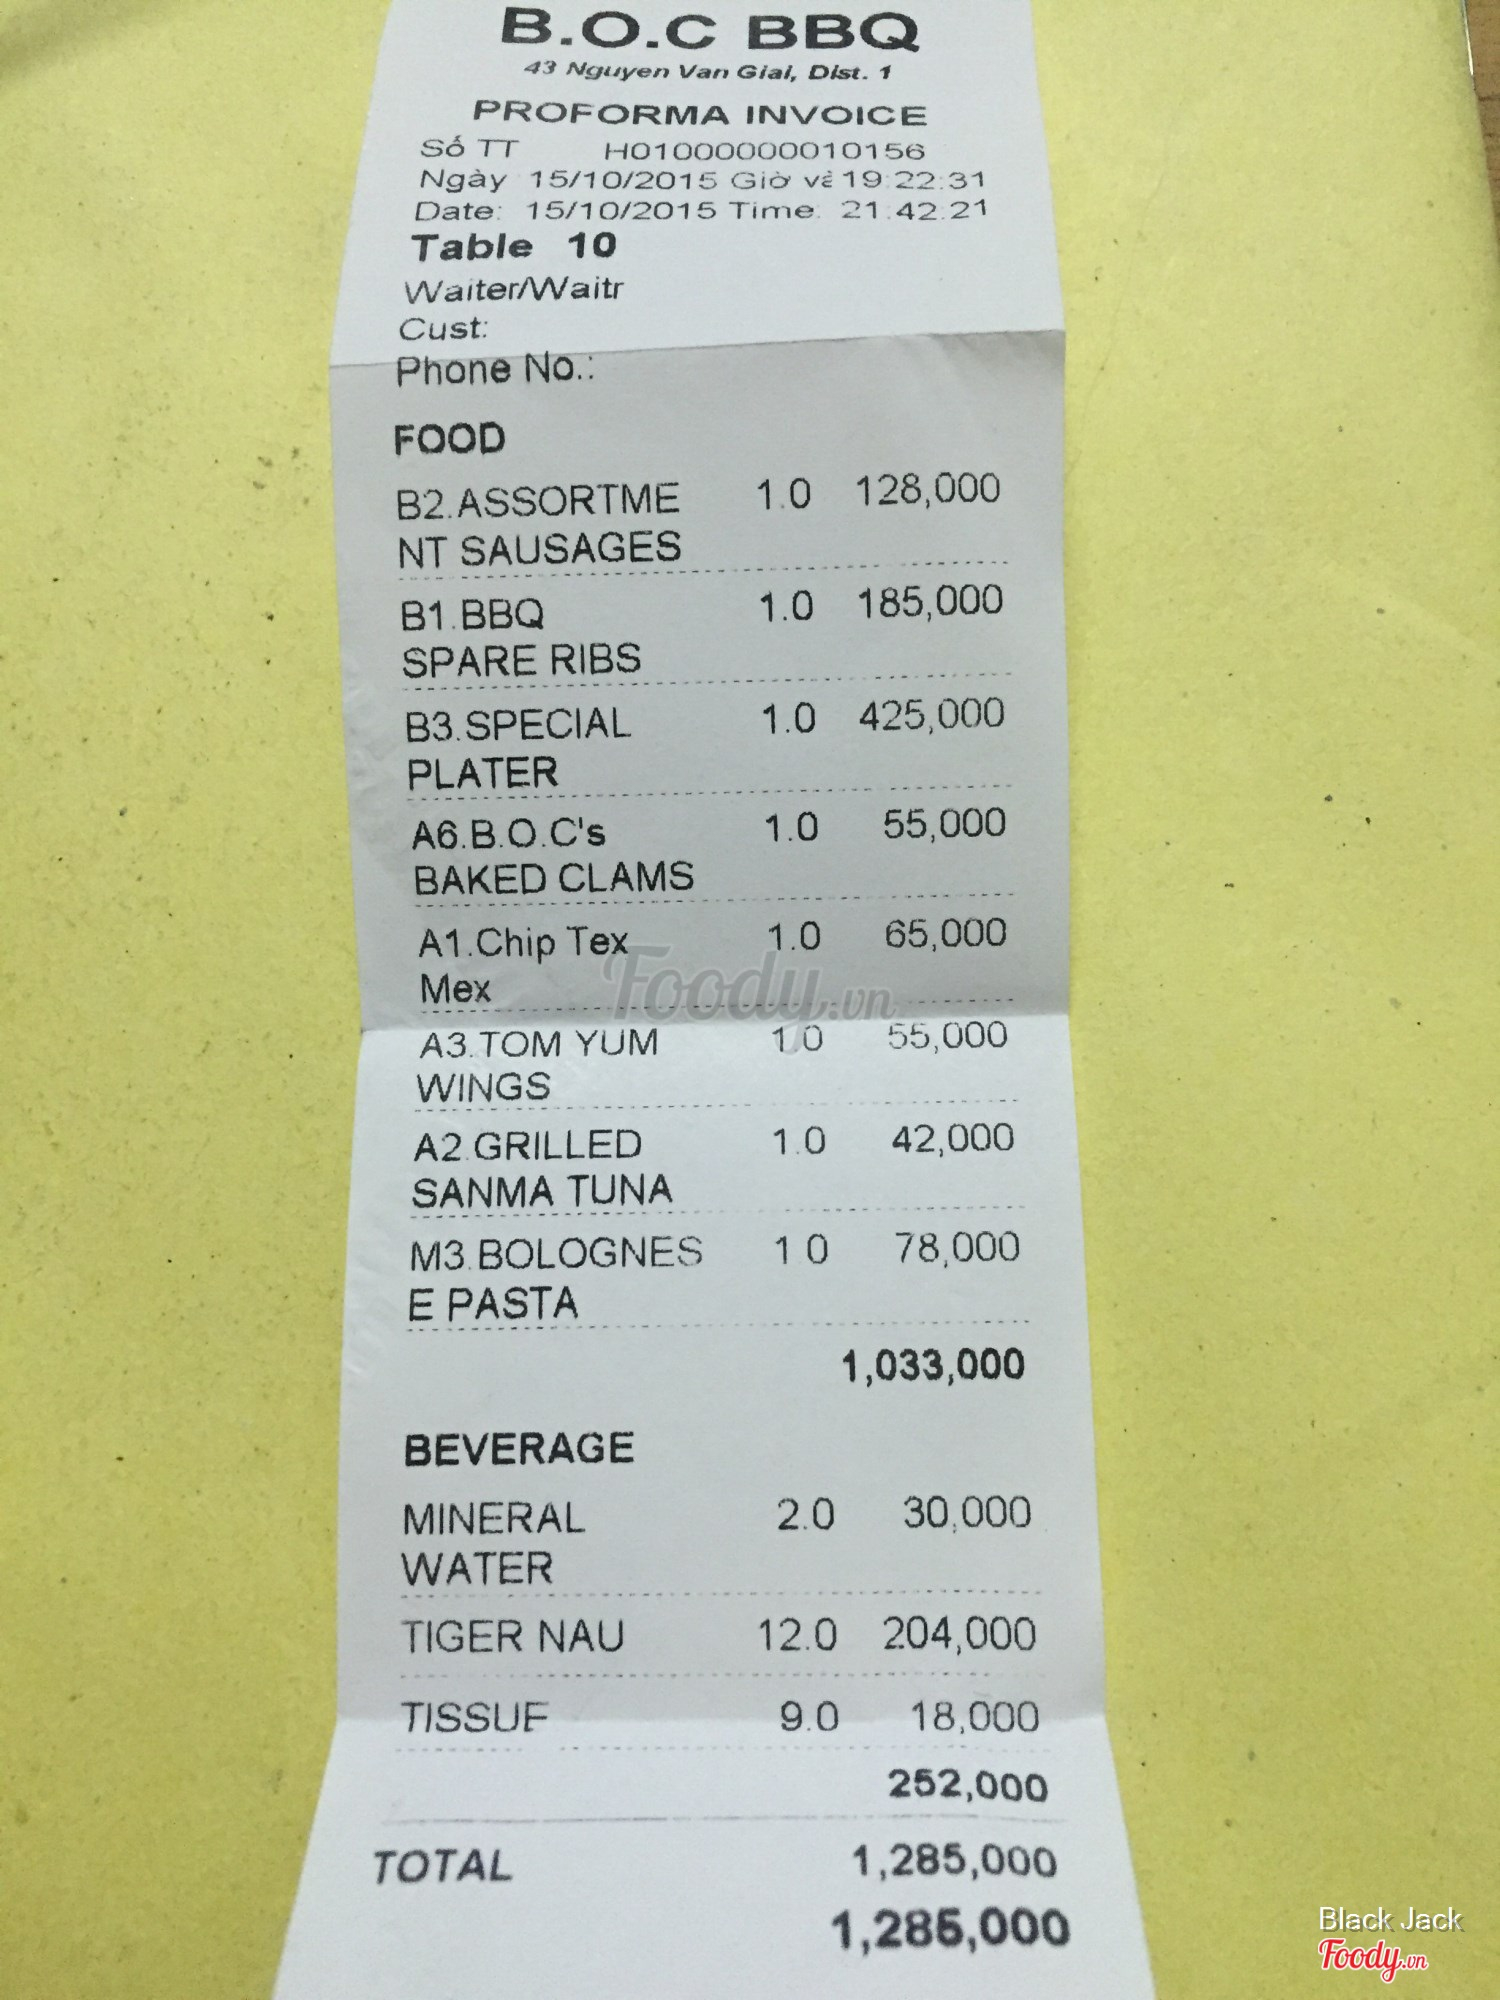 B.O.C BBQ
43 Nguyen Van Giai, Dist. 1
PROFORMA INVOICE
Số TT H01000000010156
Ngày 15/10/2015 Giờ và 19:22:31
Date: 15/10/2015 Time: 21:42:21
Table 10
Waiter/Waitr
Cust:
Phone No.:
FOOD
B2.ASSORTME 1.0 128,000
NT SAUSAGES
B1.BBQ 1.0 185,000
SPARE RIBS
B3.SPECIAL 1.0 425,000
PLATER
A6.B.O.C's 1.0 55,000
BAKED CLAMS
A1.Chip Tex 1.0 65,000
Mex
Foody.vn
A3.TOM YUM 1.0 55,000
WINGS
A2.GRILLED 1.0 42,000
SANMA TUNA
M3.BOLOGNES 1.0 78,000
E PASTA
1,033,000
BEVERAGE
MINERAL 2.0 30,000
WATER
TIGER NAU 12.0 204,000
TISSUE 9.0 18,000
252,000
TOTAL 1,285,000
1,285,000
Black Jack
Foody.vn